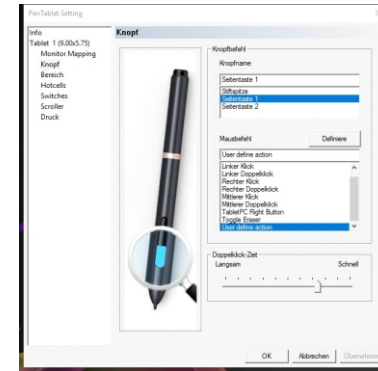 PenTablet Setting
Info
Tablet 1 (9.00x5.75)
Monitor Mapping
Knopf
Bereich
Hotcells
Switches
Scroller
Druck
Knopf
Knopfbefehl
Knopfname
Seitentaste 1
Stiftspitze
Seitentaste 1
Seitentaste 2
Mausbefehl
Definiere
User define action
Linker Klick
Linker Doppelklick
Rechter Klick
Rechter Doppelklick
Mittlerer Klick
Mittlerer Doppelklick
TabletPC Right Button
Toggle Eraser
User define action
Doppelklick-Zeit
Langsam Schnell
OK Abbrechen Übernehmen